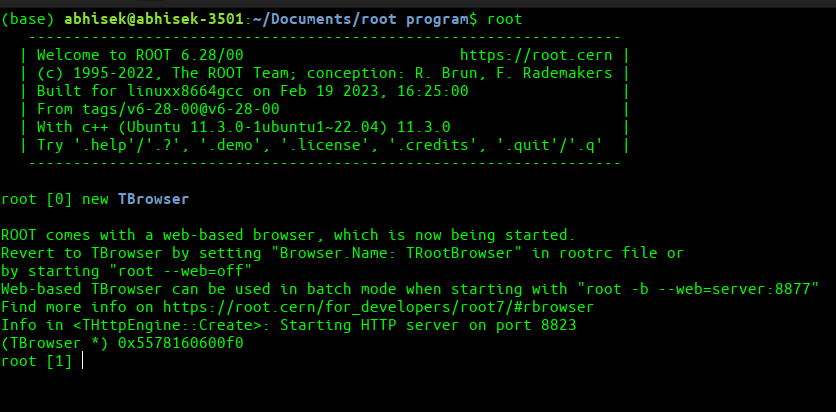 (base) abhisek@abhisek-3501:~/Documents/root program$ root
------------------------------------------------------------------
| Welcome to ROOT 6.28/00 https://root.cern |
| (c) 1995-2022, The ROOT Team; conception: R. Brun, F. Rademakers |
| Built for linuxx8664gcc on Feb 19 2023, 16:25:00 |
| From tags/v6-28-00@v6-28-00 |
| With c++ (Ubuntu 11.3.0-1ubuntu1~22.04) 11.3.0 |
| Try '.help'/'.?', '.demo', '.license', '.credits', '.quit'/'.q' |
------------------------------------------------------------------
root [0] new TBrowser
ROOT comes with a web-based browser, which is now being started.
Revert to TBrowser by setting "Browser.Name: TRootBrowser" in rootrc file or
by starting "root --web=off"
Web-based TBrowser can be used in batch mode when starting with "root -b --web=server:8877"
Find more info on https://root.cern/for_developers/root7/#rbrowser
Info in <THttpEngine::Create>: Starting HTTP server on port 8823
(TBrowser *) 0x5578160600f0
root [1]